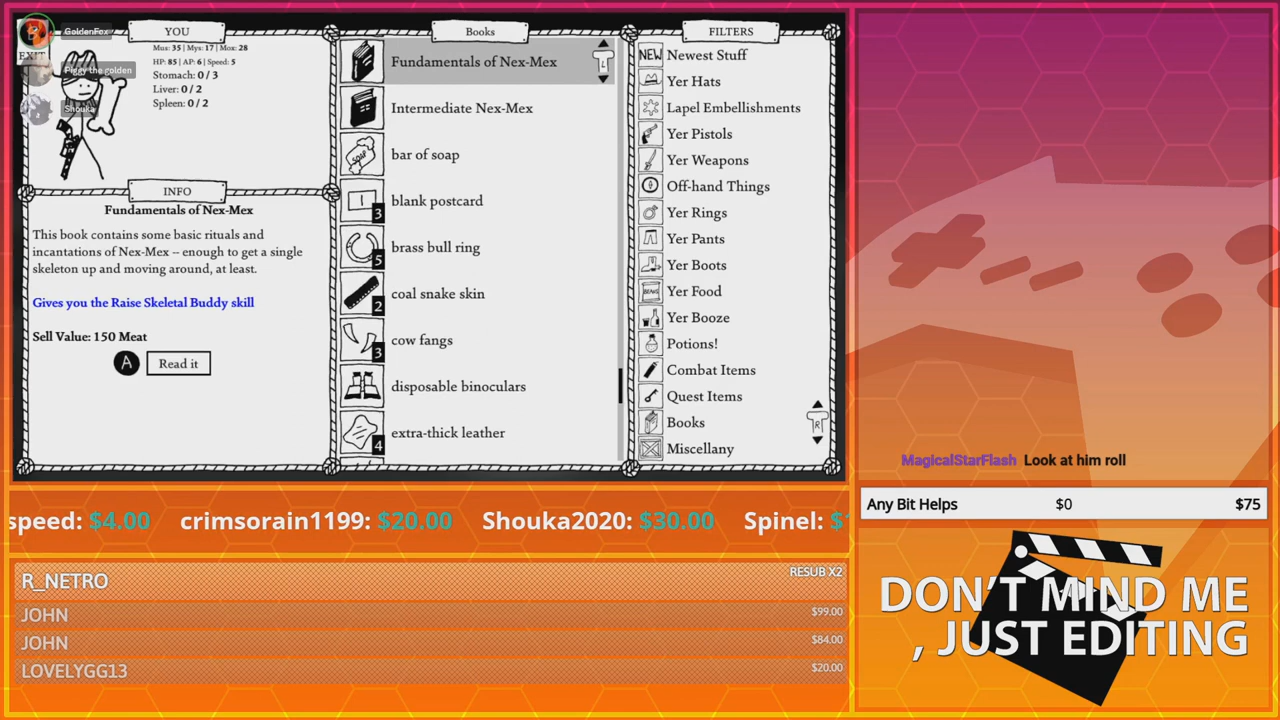 GoldenFox
EXIT
Piggy the golden
Shouka
YOU
Mus: 35 | Mys: 17 | Mox: 28
HP: 85 | AP: 6 | Speed: 5
Stomach: 0 / 3
Liver: 0 / 2
Spleen: 0 / 2
INFO
Fundamentals of Nex-Mex
This book contains some basic rituals and
incantations of Nex-Mex -- enough to get a single
skeleton up and moving around, at least.
Gives you the Raise Skeletal Buddy skill
Sell Value: 150 Meat
A Read it
Books
Fundamentals of Nex-Mex
L
Intermediate Nex-Mex
SOAP
bar of soap
3
blank postcard
5
brass bull ring
2
coal snake skin
3
cow fangs
disposable binoculars
4
extra-thick leather
FILTERS
NEW Newest Stuff
Yer Hats
Lapel Embellishments
Yer Pistols
Yer Weapons
Off-hand Things
Yer Rings
Yer Pants
Yer Boots
BEANS Yer Food
Yer Booze
Potions!
Combat Items
Quest Items
Books
R
Miscellany
MagicalStarFlash Look at him roll
Any Bit Helps $0 $75
speed: $4.00 crimsorain1199: $20.00 Shouka2020: $30.00 Spinel:
R_NETRO RESUB X2
JOHN $99.00
JOHN $84.00
LOVELYGG13 $20.00
DON'T MIND ME
, JUST EDITING